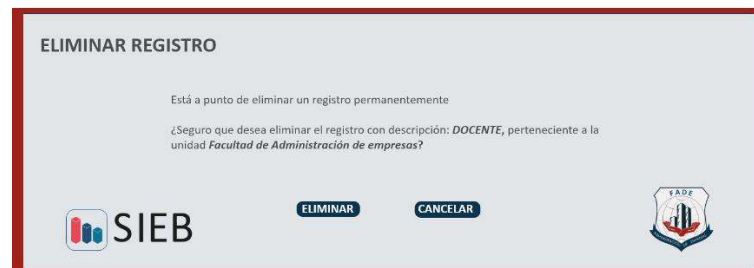 ELIMINAR REGISTRO
Está a punto de eliminar un registro permanentemente
¿Seguro que desea eliminar el registro con descripción: DOCENTE, perteneciente a la
unidad Facultad de Administración de empresas?
ELIMINAR
CANCELAR
SIEB
FADE